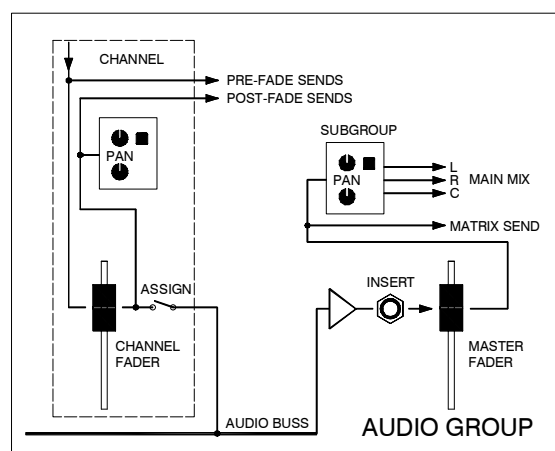 CHANNEL
PRE-FADE SENDS
POST-FADE SENDS
PAN
SUBGROUP
PAN
L
R
C
MAIN MIX
MATRIX SEND
ASSIGN
INSERT
CHANNEL
FADER
MASTER
FADER
AUDIO BUSS
AUDIO GROUP